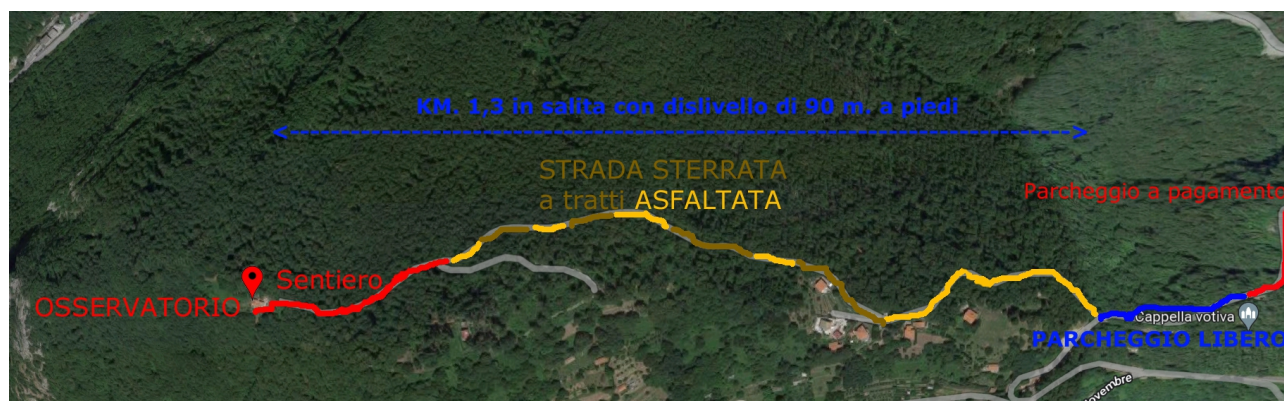 KM. 1,3 in salita con dislivello di 90 m. a piedi
STRADA STERRATA
a tratti ASFALTATA
Parcheggio a pagamento
Sentiero
OSSERVATORIO
Cappella votiva
PARCHEGGIO LIBERO
ovembre